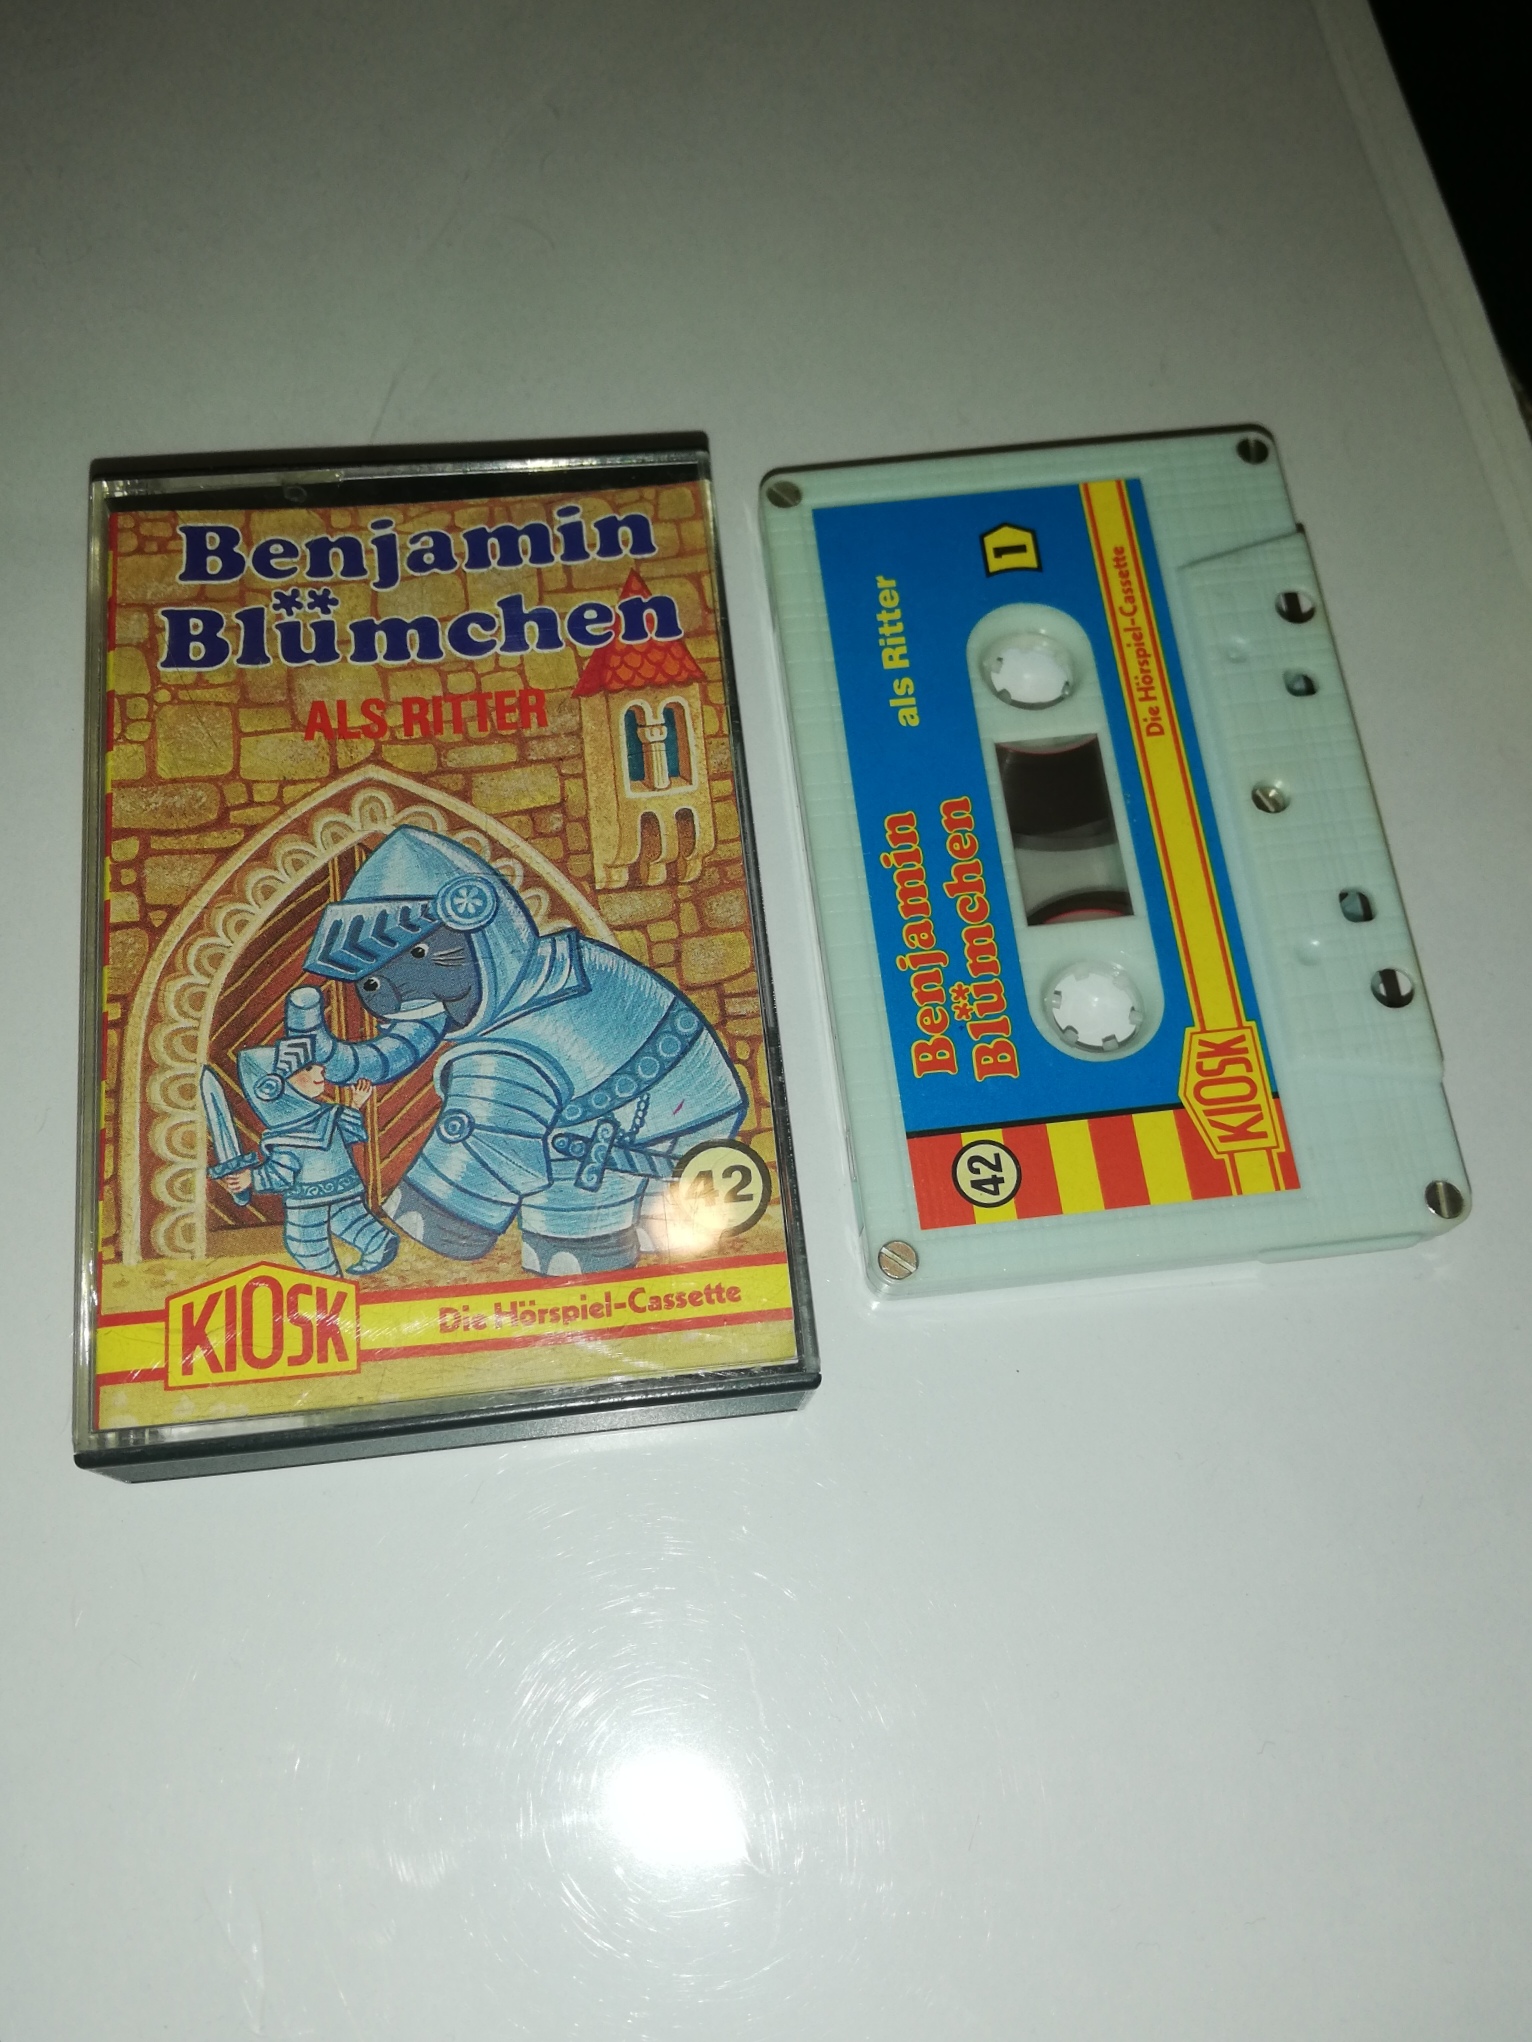 Benjamin
Blümchen
ALS RITTER
42
KIOSK
Die Hörspiel-Cassette
Benjamin
Blümchen
als Ritter
1
42
KIOSK
Die Hörspiel-Cassette